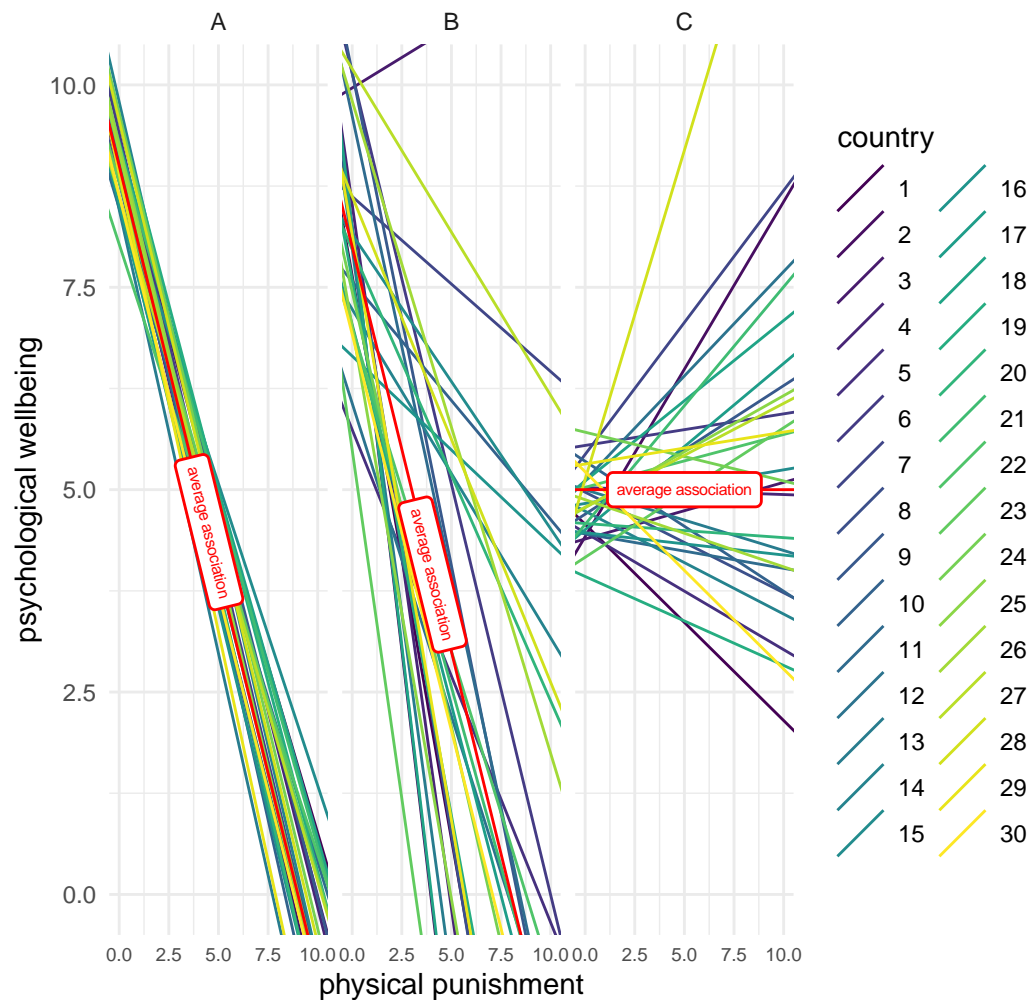 A B C
psychological wellbeing
10.0
7.5
5.0
2.5
0.0
average association
average association
average association
0.0 2.5 5.0 7.5 10.0 0.0 2.5 5.0 7.5 10.0 0.0 2.5 5.0 7.5 10.0
physical punishment
country
1 16
2 17
3 18
4 19
5 20
6 21
7 22
8 23
9 24
10 25
11 26
12 27
13 28
14 29
15 30